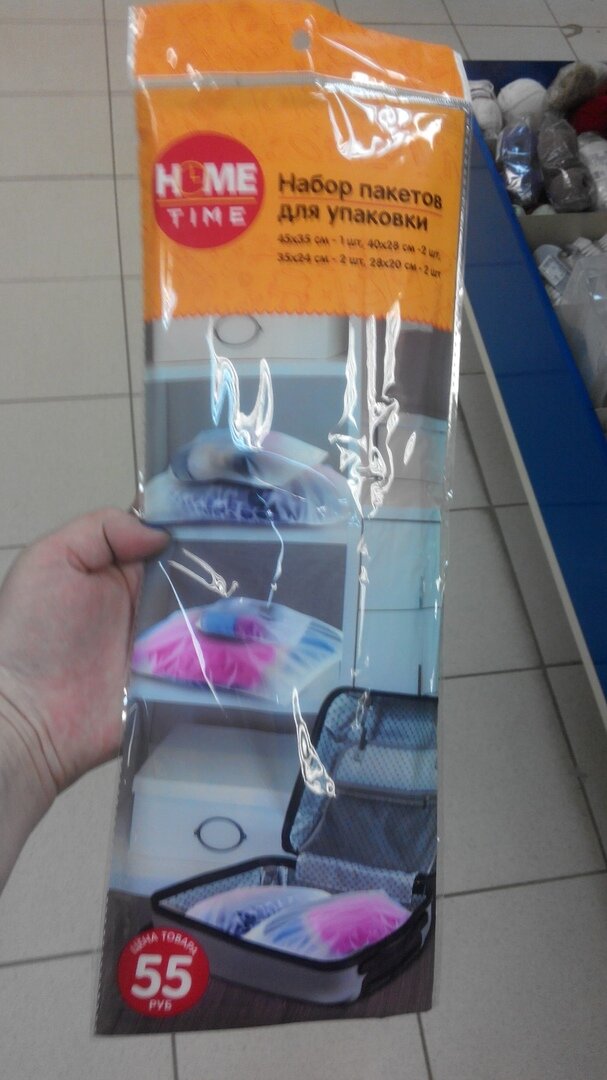 HOME
TIME
Набор пакетов
для упаковки
45х35 см - 1 шт, 40х28 см -2 шт,
35х24 см - 2 шт, 28х20 см - 2 шт
ЦЕНА ТОВАРА
55
РУБ